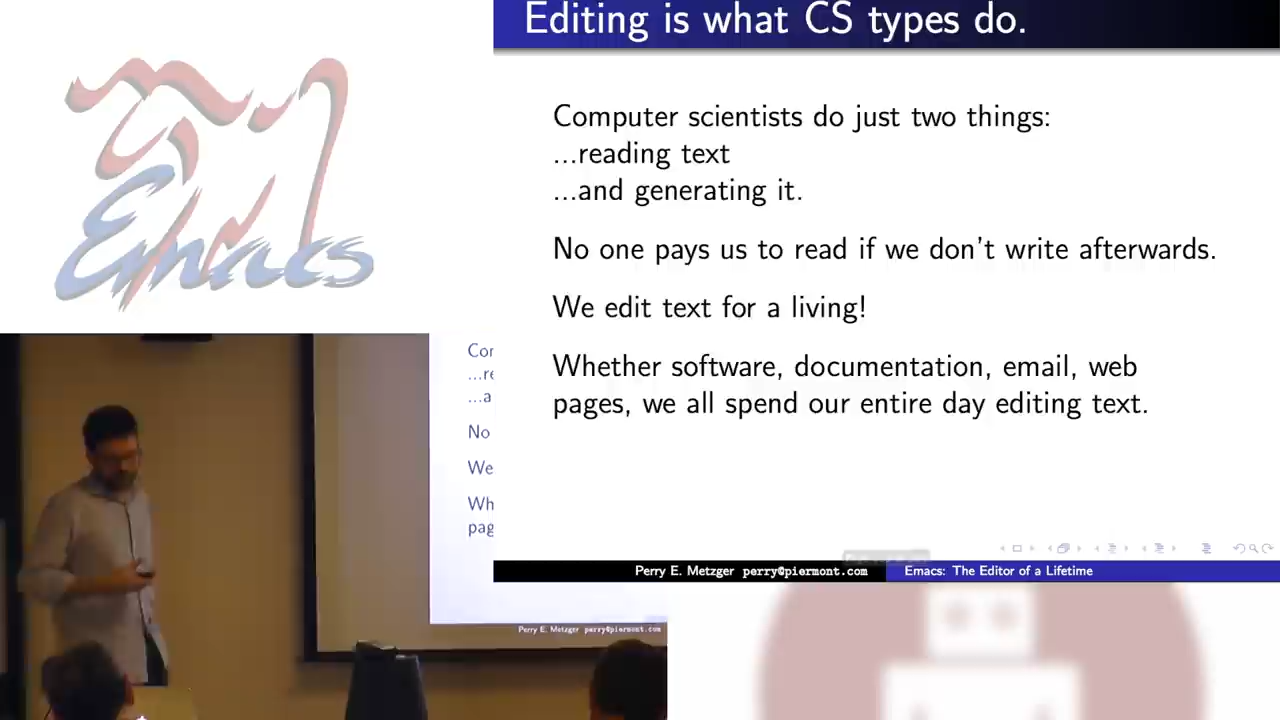 Editing is what CS types do.
Computer scientists do just two things:
...reading text
...and generating it.
No one pays us to read if we don't write afterwards.
We edit text for a living!
Whether software, documentation, email, web
pages, we all spend our entire day editing text.
Perry E. Metzger perry@piermont.com
Emacs: The Editor of a Lifetime
Emacs
Con
...re
...a
No
We
Wh
pag
Perry E. Metzger perry@piermont.com